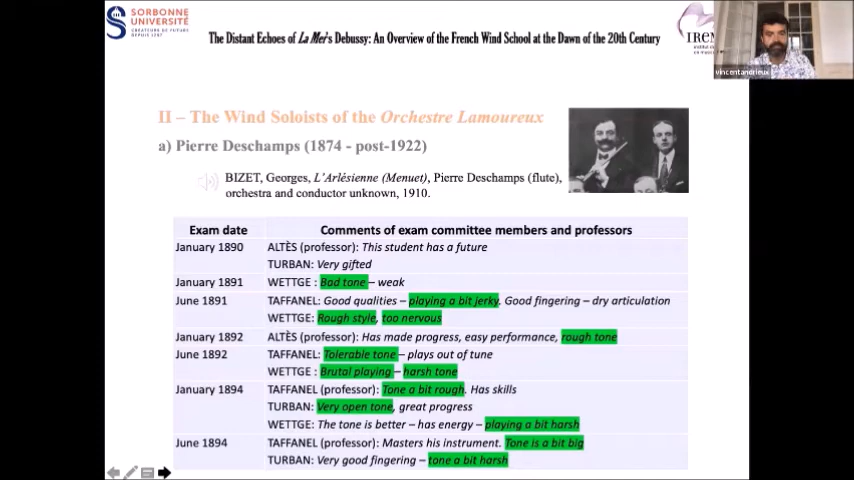 SORBONNE
UNIVERSITÉ
CRÉATEURS DE FUTURS
DEPUIS 1257
The Distant Echoes of La Mer's Debussy: An Overview of the French Wind School at the Dawn of the 20th Century
IReM
vincentandrieux
II – The Wind Soloists of the Orchestre Lamoureux
a) Pierre Deschamps (1874 - post-1922)
BIZET, Georges, L'Arlésienne (Menuet), Pierre Deschamps (flute),
orchestra and conductor unknown, 1910.
Exam date Comments of exam committee members and professors
January 1890 ALTÈS (professor): This student has a future
TURBAN: Very gifted
January 1891 WETTGE : Bad tone – weak
June 1891 TAFFANEL: Good qualities – playing a bit jerky. Good fingering – dry articulation
WETTGE: Rough style, too nervous
January 1892 ALTÈS (professor): Has made progress, easy performance, rough tone
June 1892 TAFFANEL: Tolerable tone – plays out of tune
WETTGE : Brutal playing – harsh tone
January 1894 TAFFANEL (professor): Tone a bit rough. Has skills
TURBAN: Very open tone, great progress
WETTGE: The tone is better – has energy – playing a bit harsh
June 1894 TAFFANEL (professor): Masters his instrument. Tone is a bit big
TURBAN: Very good fingering – tone a bit harsh